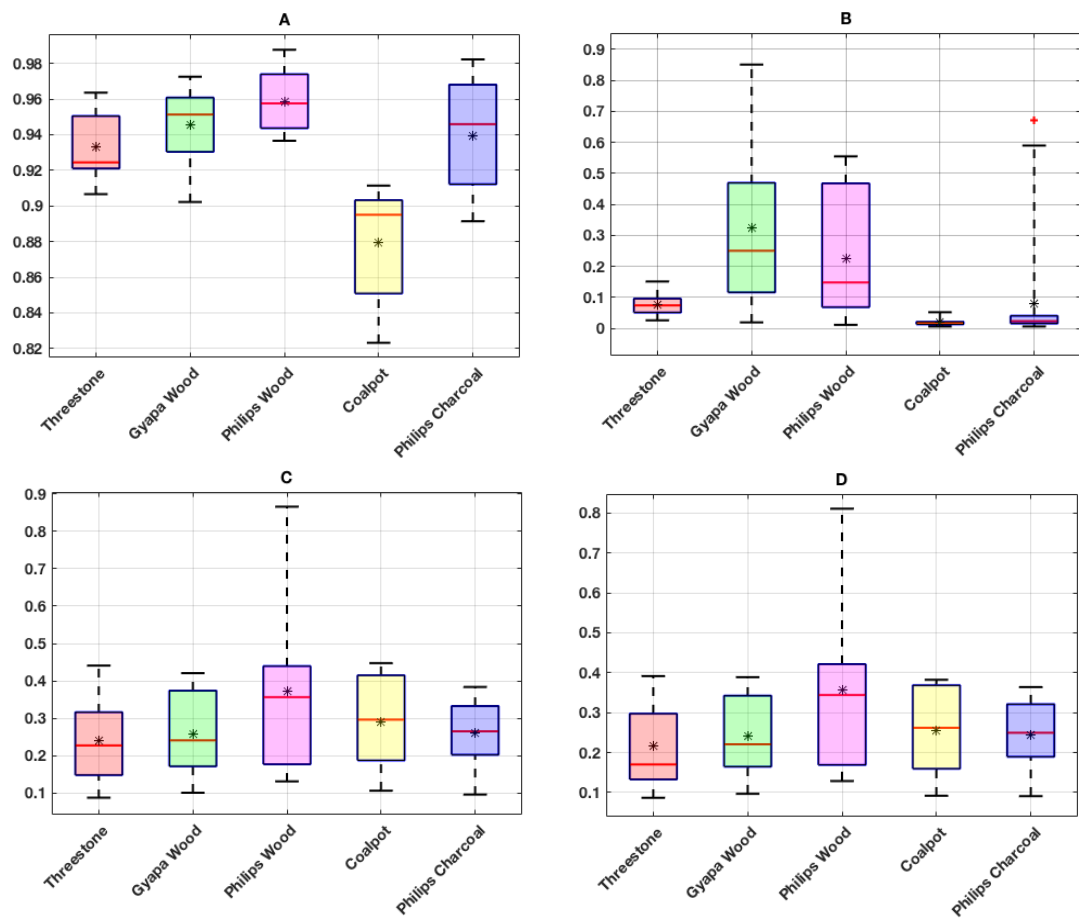 A
0.98
0.96
0.94
0.92
0.9
0.88
0.86
0.84
0.82
Threestone
Gyapa Wood
Philips Wood
Coalpot
Philips Charcoal
B
0.9
0.8
0.7
0.6
0.5
0.4
0.3
0.2
0.1
0
Threestone
Gyapa Wood
Philips Wood
Coalpot
Philips Charcoal
C
0.9
0.8
0.7
0.6
0.5
0.4
0.3
0.2
0.1
Threestone
Gyapa Wood
Philips Wood
Coalpot
Philips Charcoal
D
0.8
0.7
0.6
0.5
0.4
0.3
0.2
0.1
Threestone
Gyapa Wood
Philips Wood
Coalpot
Philips Charcoal